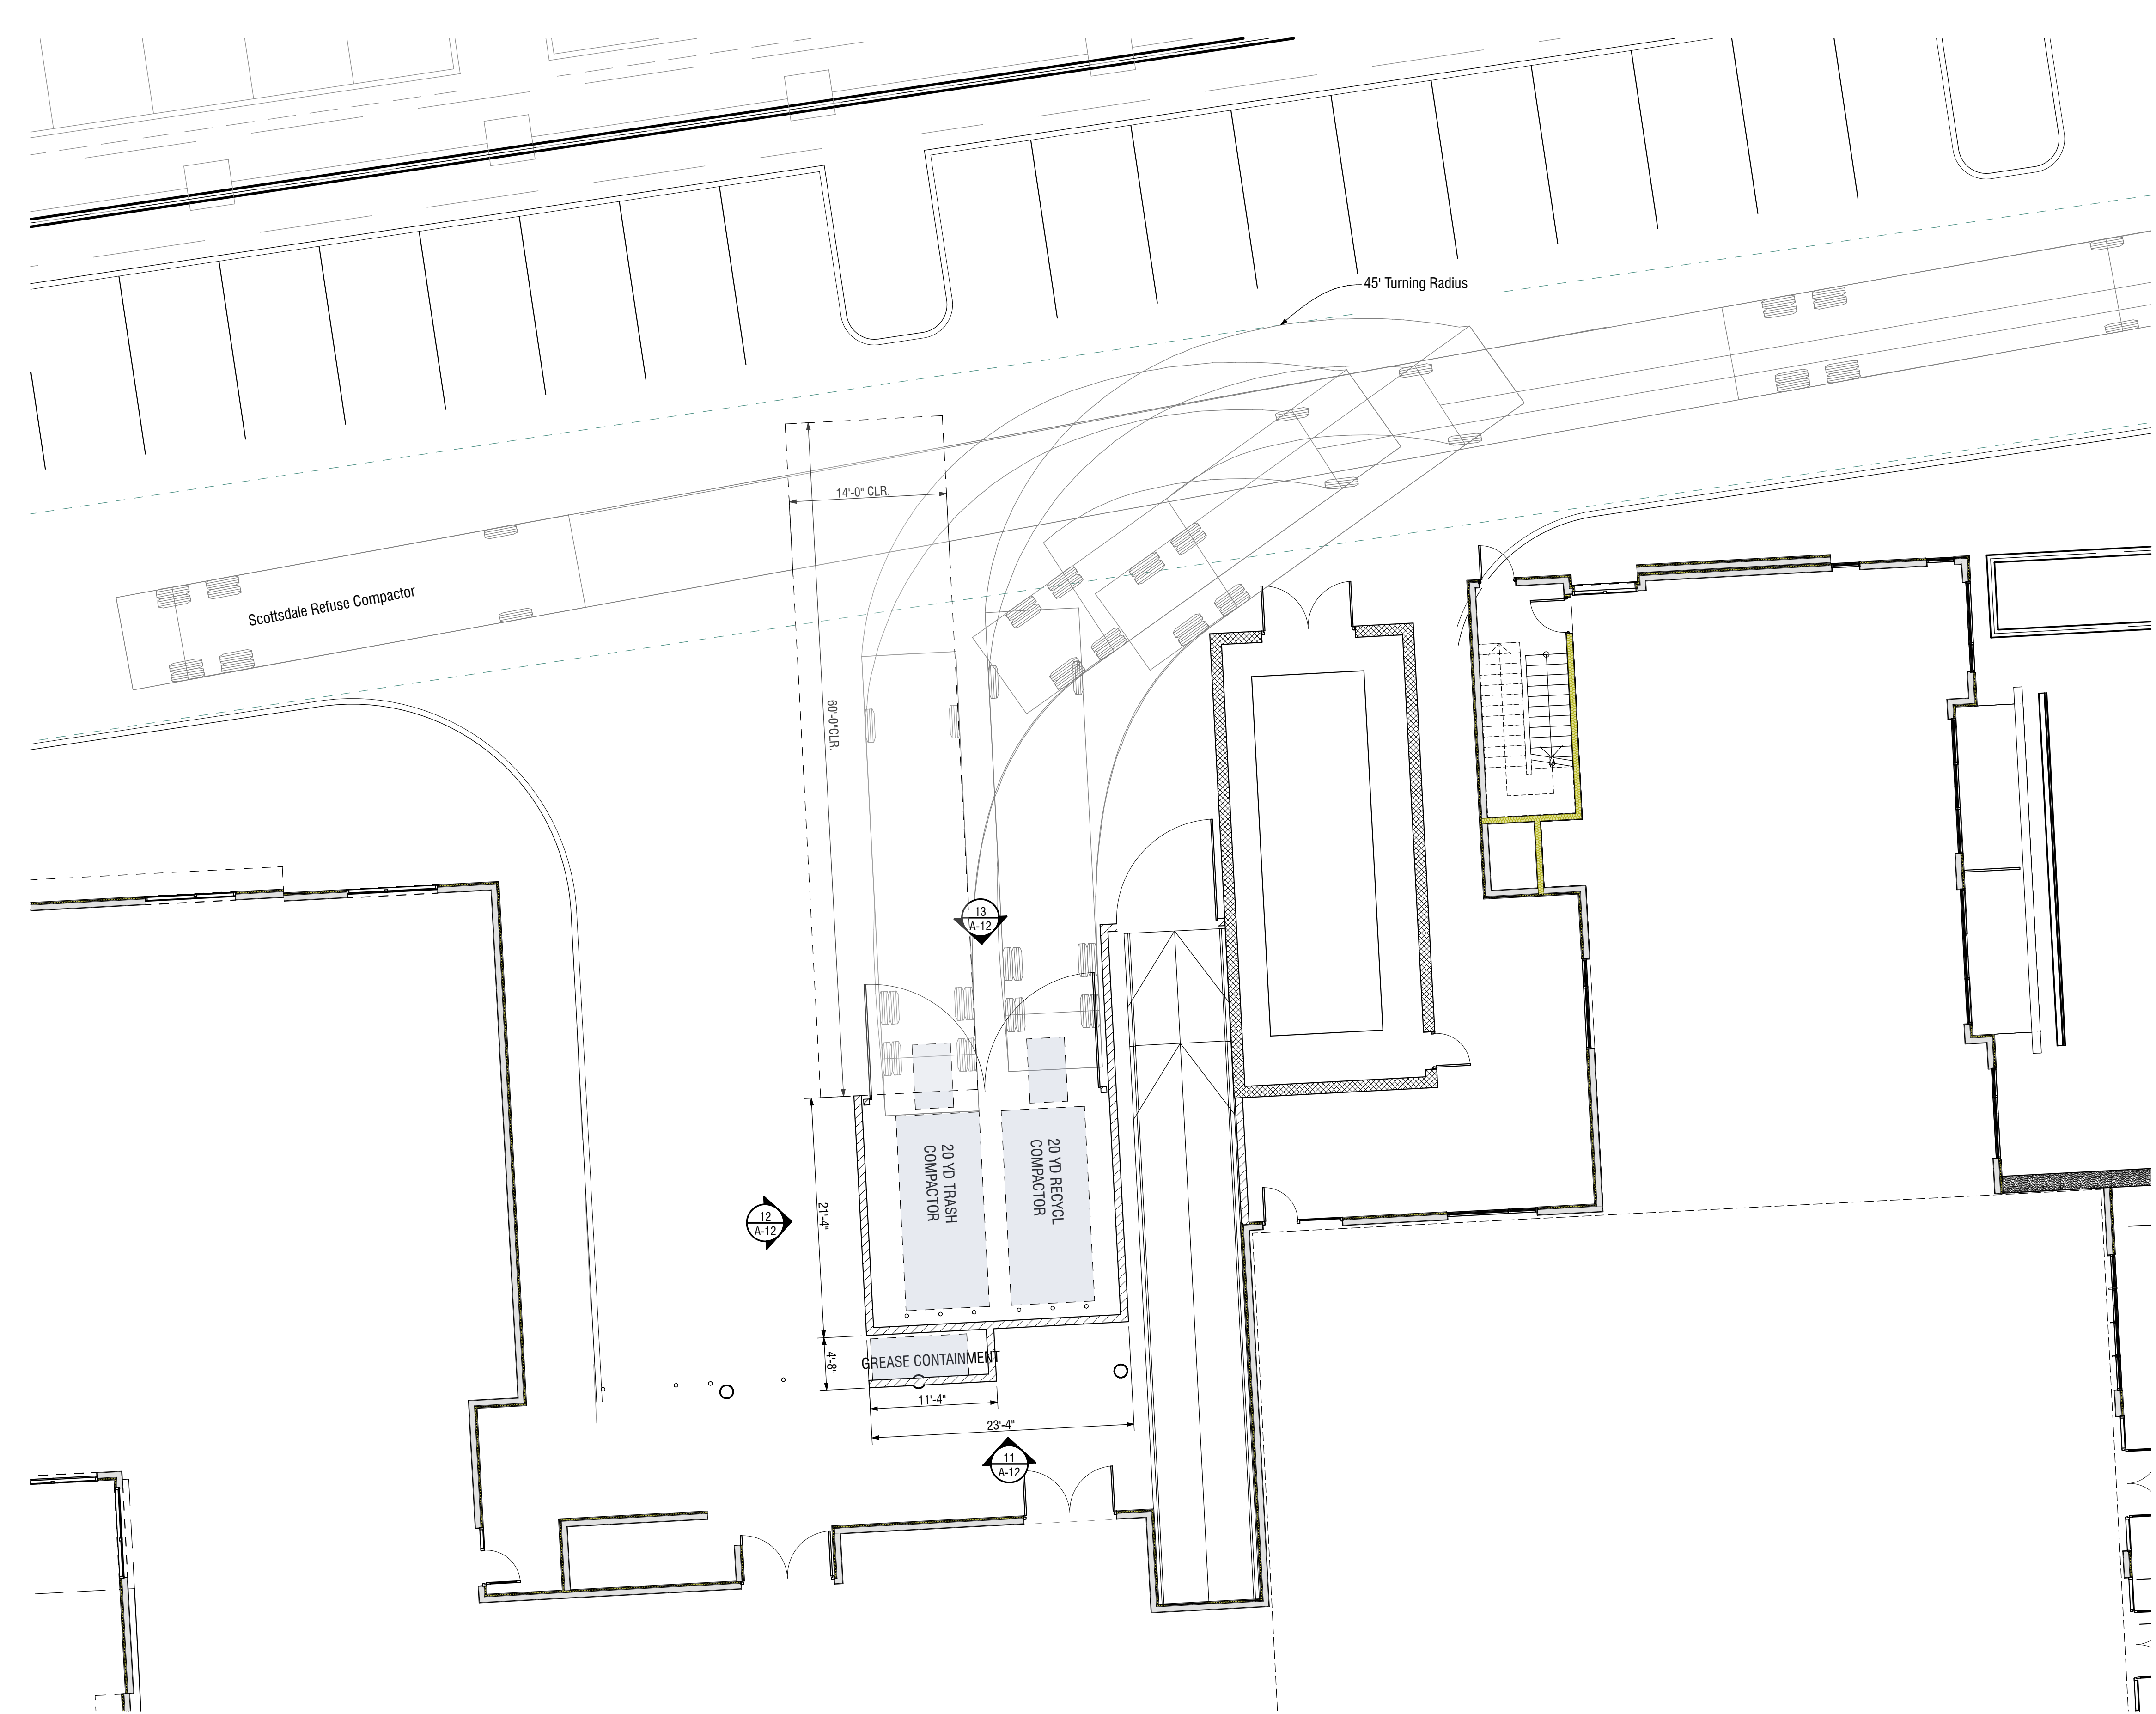 45' Turning Radius
14'-0" CLR.
Scottsdale Refuse Compactor
60'-0"CLR.
13
A-12
20 YD TRASH
COMPACTOR
20 YD RECYCL
COMPACTOR
12
A-12
21'-4"
4'-8"
GREASE CONTAINMENT
11'-4"
23'-4"
11
A-12